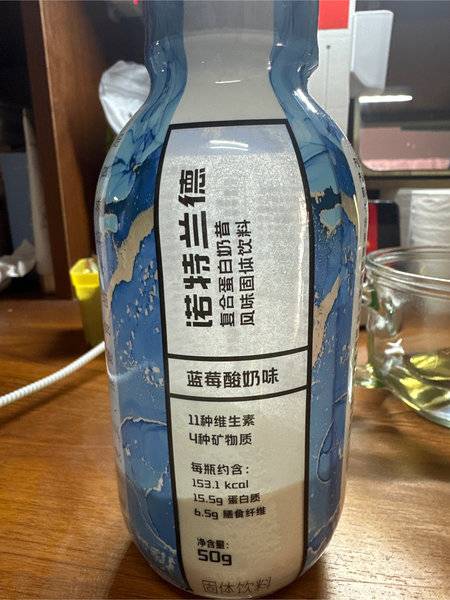 诺特兰德
复合蛋白奶昔
风味固体饮料
蓝莓酸奶味
11种维生素
4种矿物质
每瓶约含：
153.1 kcal
15.5g 蛋白质
6.5g 膳食纤维
净含量：
50g
固体饮料